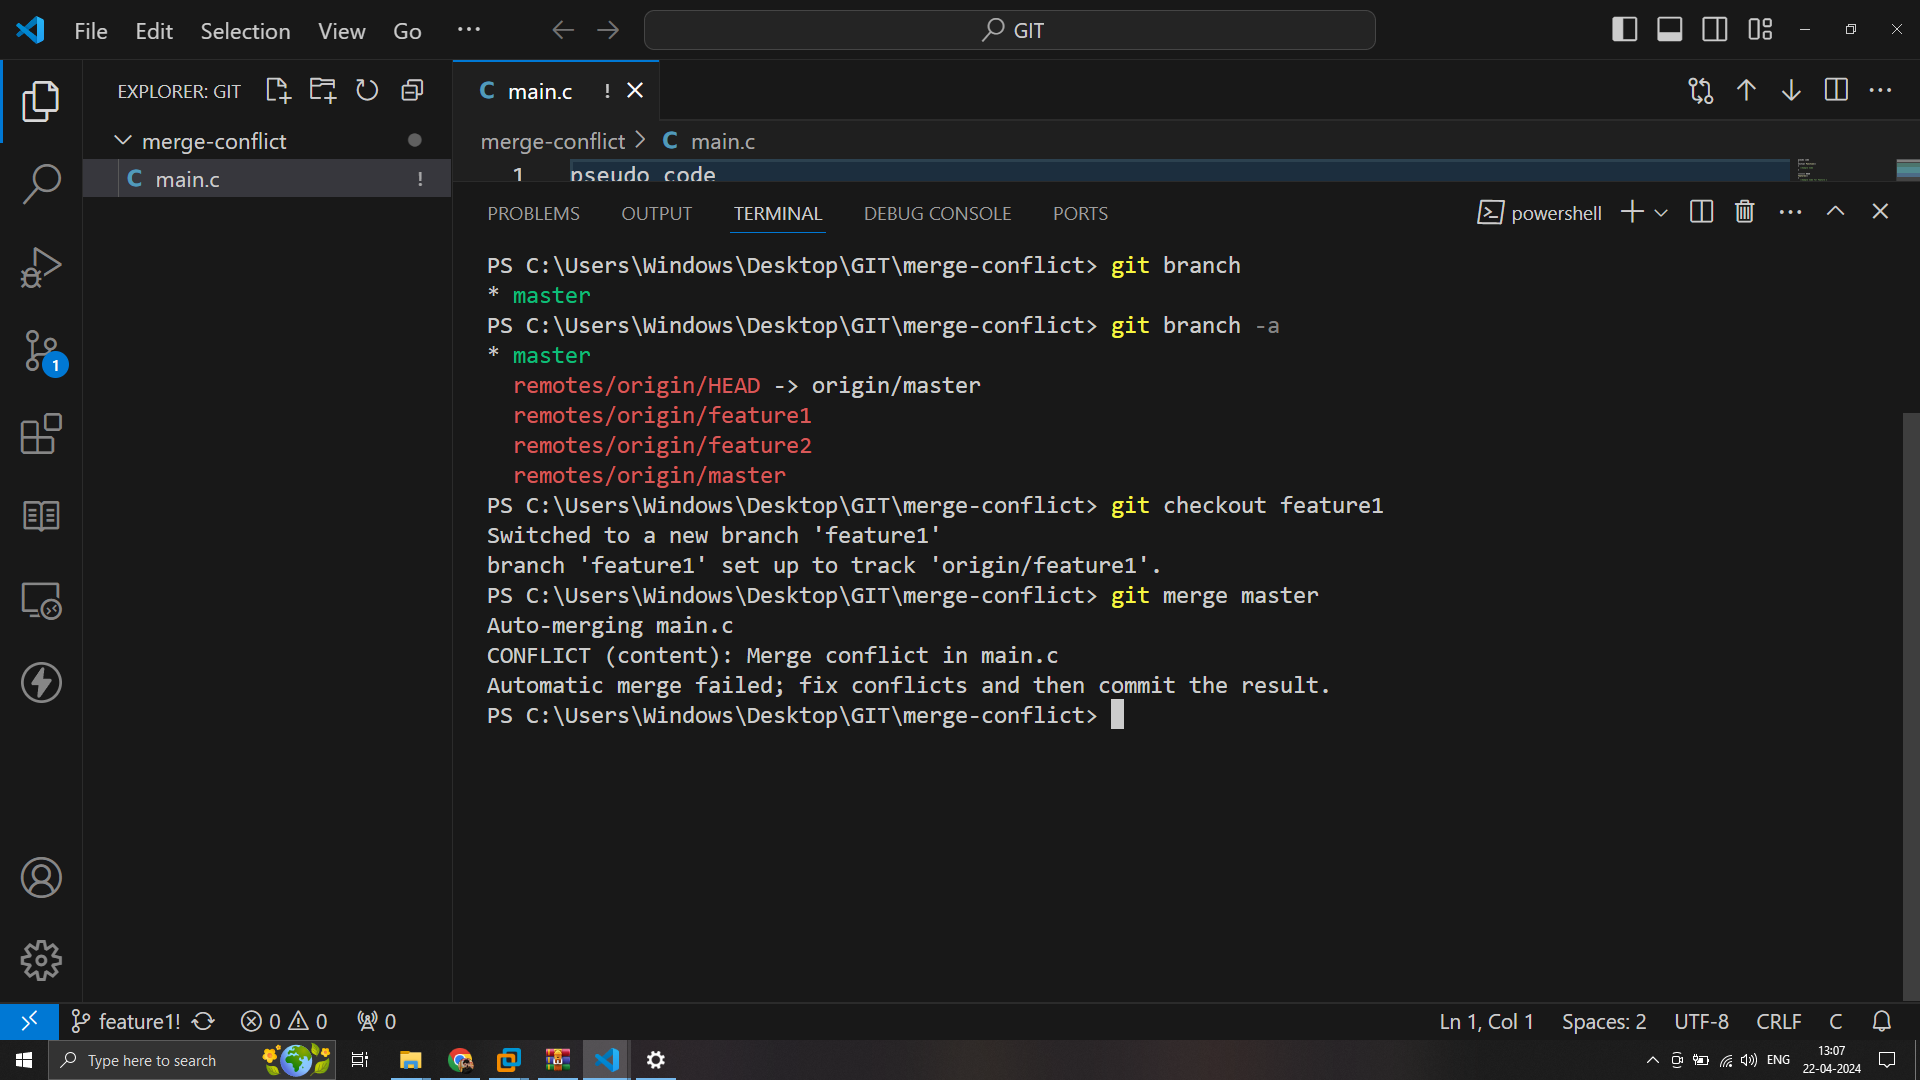 File Edit Selection View Go ...
GIT
EXPLORER: GIT
merge-conflict
C main.c !
C main.c !
merge-conflict > C main.c
1 pseudo code
PROBLEMS OUTPUT TERMINAL DEBUG CONSOLE PORTS
powershell
PS C:\Users\Windows\Desktop\GIT\merge-conflict> git branch
* master
PS C:\Users\Windows\Desktop\GIT\merge-conflict> git branch -a
* master
remotes/origin/HEAD -> origin/master
remotes/origin/feature1
remotes/origin/feature2
remotes/origin/master
PS C:\Users\Windows\Desktop\GIT\merge-conflict> git checkout feature1
Switched to a new branch 'feature1'
branch 'feature1' set up to track 'origin/feature1'.
PS C:\Users\Windows\Desktop\GIT\merge-conflict> git merge master
Auto-merging main.c
CONFLICT (content): Merge conflict in main.c
Automatic merge failed; fix conflicts and then commit the result.
PS C:\Users\Windows\Desktop\GIT\merge-conflict>
1
feature1! 0 0 0
Ln 1, Col 1 Spaces: 2 UTF-8 CRLF C
Type here to search
ENG
13:07
22-04-2024